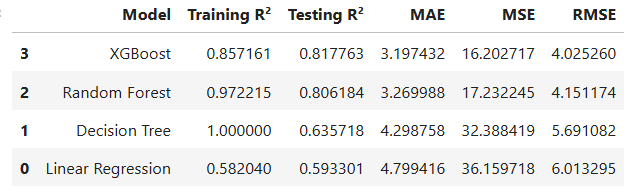 Model Training R² Testing R² MAE MSE RMSE
3 XGBoost 0.857161 0.817763 3.197432 16.202717 4.025260
2 Random Forest 0.972215 0.806184 3.269988 17.232245 4.151174
1 Decision Tree 1.000000 0.635718 4.298758 32.388419 5.691082
0 Linear Regression 0.582040 0.593301 4.799416 36.159718 6.013295